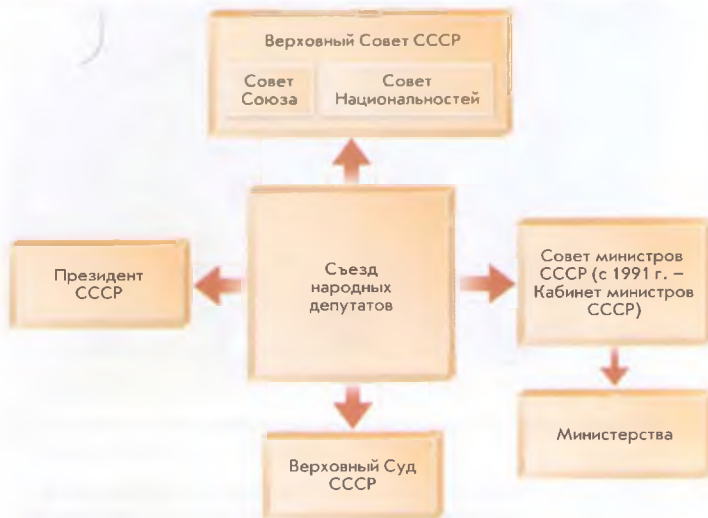 Верховный Совет СССР
Совет
Союза
Совет
Национальностей
Президент
СССР
Съезд
народных
депутатов
Совет министров
СССР (с 1991 г. –
Кабинет министров
СССР)
Министерства
Верховный Суд
СССР